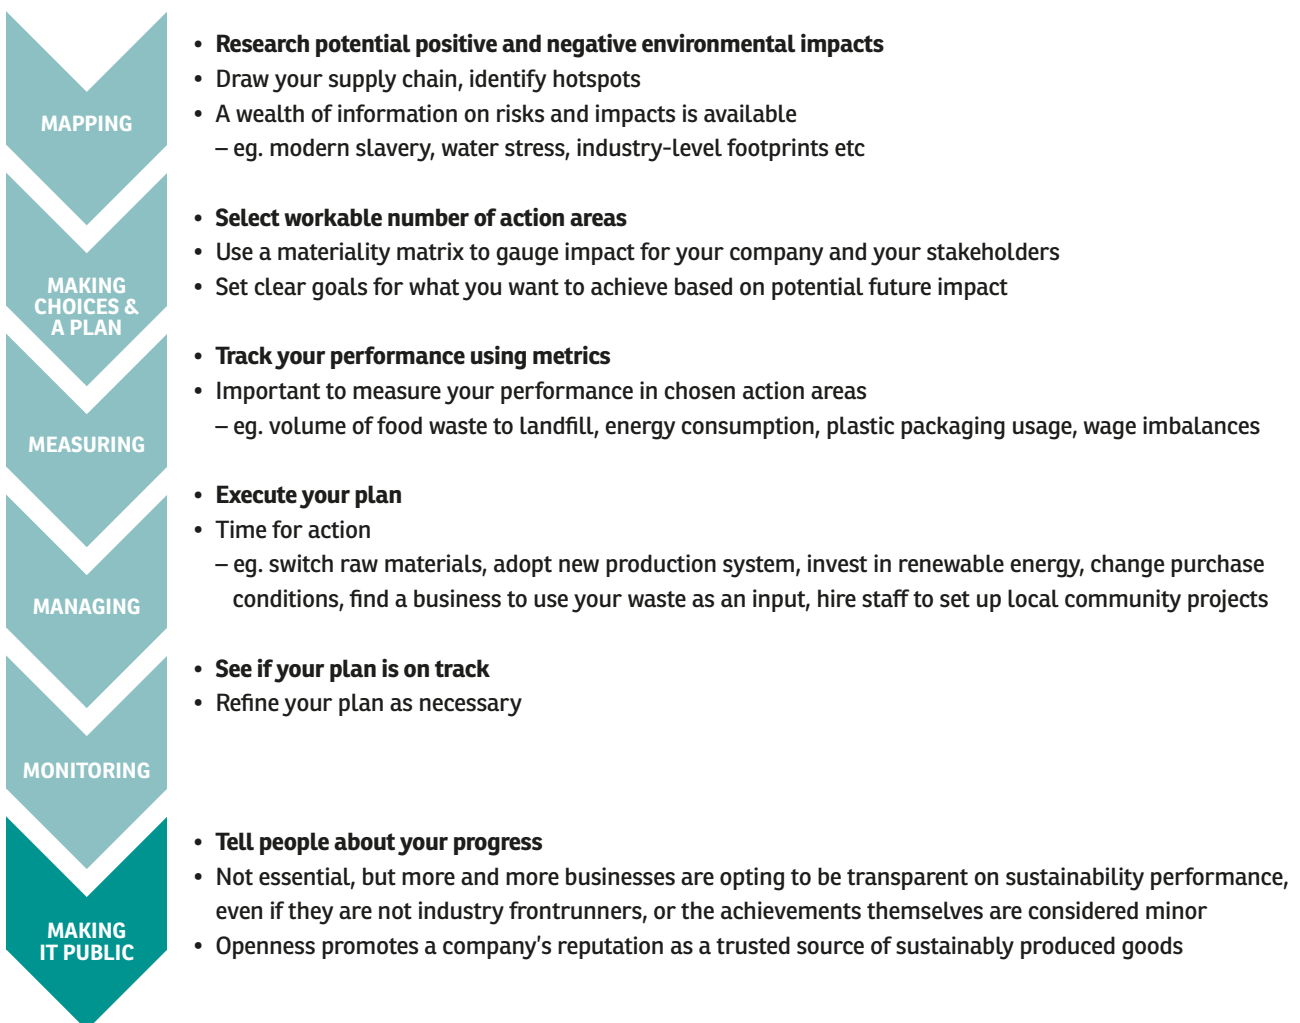 MAPPING
• Research potential positive and negative environmental impacts
• Draw your supply chain, identify hotspots
• A wealth of information on risks and impacts is available
– eg. modern slavery, water stress, industry-level footprints etc
MAKING
CHOICES &
A PLAN
• Select workable number of action areas
• Use a materiality matrix to gauge impact for your company and your stakeholders
• Set clear goals for what you want to achieve based on potential future impact
MEASURING
• Track your performance using metrics
• Important to measure your performance in chosen action areas
– eg. volume of food waste to landfill, energy consumption, plastic packaging usage, wage imbalances
MANAGING
• Execute your plan
• Time for action
– eg. switch raw materials, adopt new production system, invest in renewable energy, change purchase
conditions, find a business to use your waste as an input, hire staff to set up local community projects
MONITORING
• See if your plan is on track
• Refine your plan as necessary
MAKING
IT PUBLIC
• Tell people about your progress
• Not essential, but more and more businesses are opting to be transparent on sustainability performance,
even if they are not industry frontrunners, or the achievements themselves are considered minor
• Openness promotes a company's reputation as a trusted source of sustainably produced goods